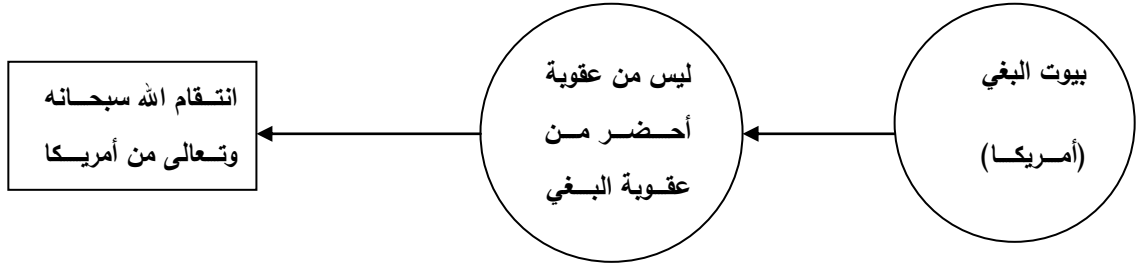 بيوت البغي
(أمريكا)
ليس من عقوبة
أحضر من
عقوبة البغي
انتقام الله سبحانه
وتعالى من أمريكا